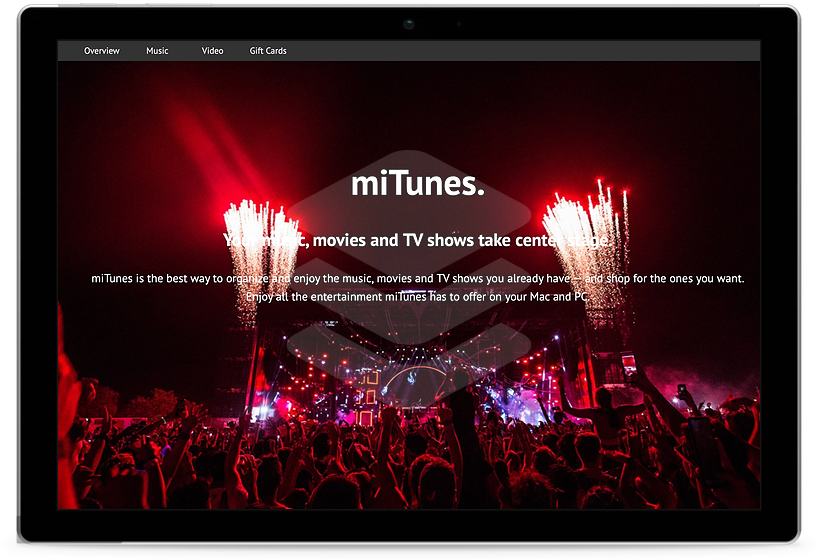 Overview Music Video Gift Cards
miTunes.
Your music, movies and TV shows take center stage.
miTunes is the best way to organize and enjoy the music, movies and TV shows you already have — and shop for the ones you want.
Enjoy all the entertainment miTunes has to offer on your Mac and PC.